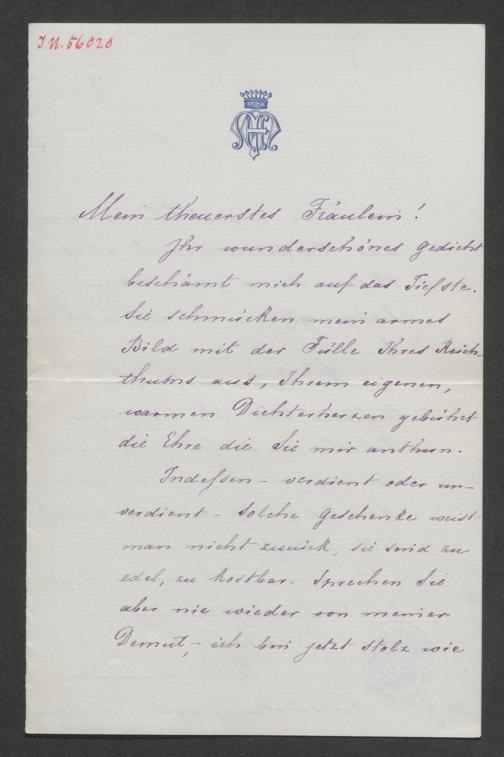 I.N. 56020
Mein theuerstes Fräulein!
Ihr wunderschönes Gedicht
beschämt mich auf das Tiefste.
Sie schmücken mein armes
Bild mit der Fülle Ihres Reich-
thums aus, Ihrem eigenen,
warmen Dichterherzen gebührt
die Ehre die Sie mir anthun.
Indessen – verdient oder un-
verdient – solche Geschenke weist
man nicht zurück, sie sind zu
edel, zu kostbar. Sprechen Sie
aber nie wieder von meiner
Demut, – ich bin jetzt stolz wie